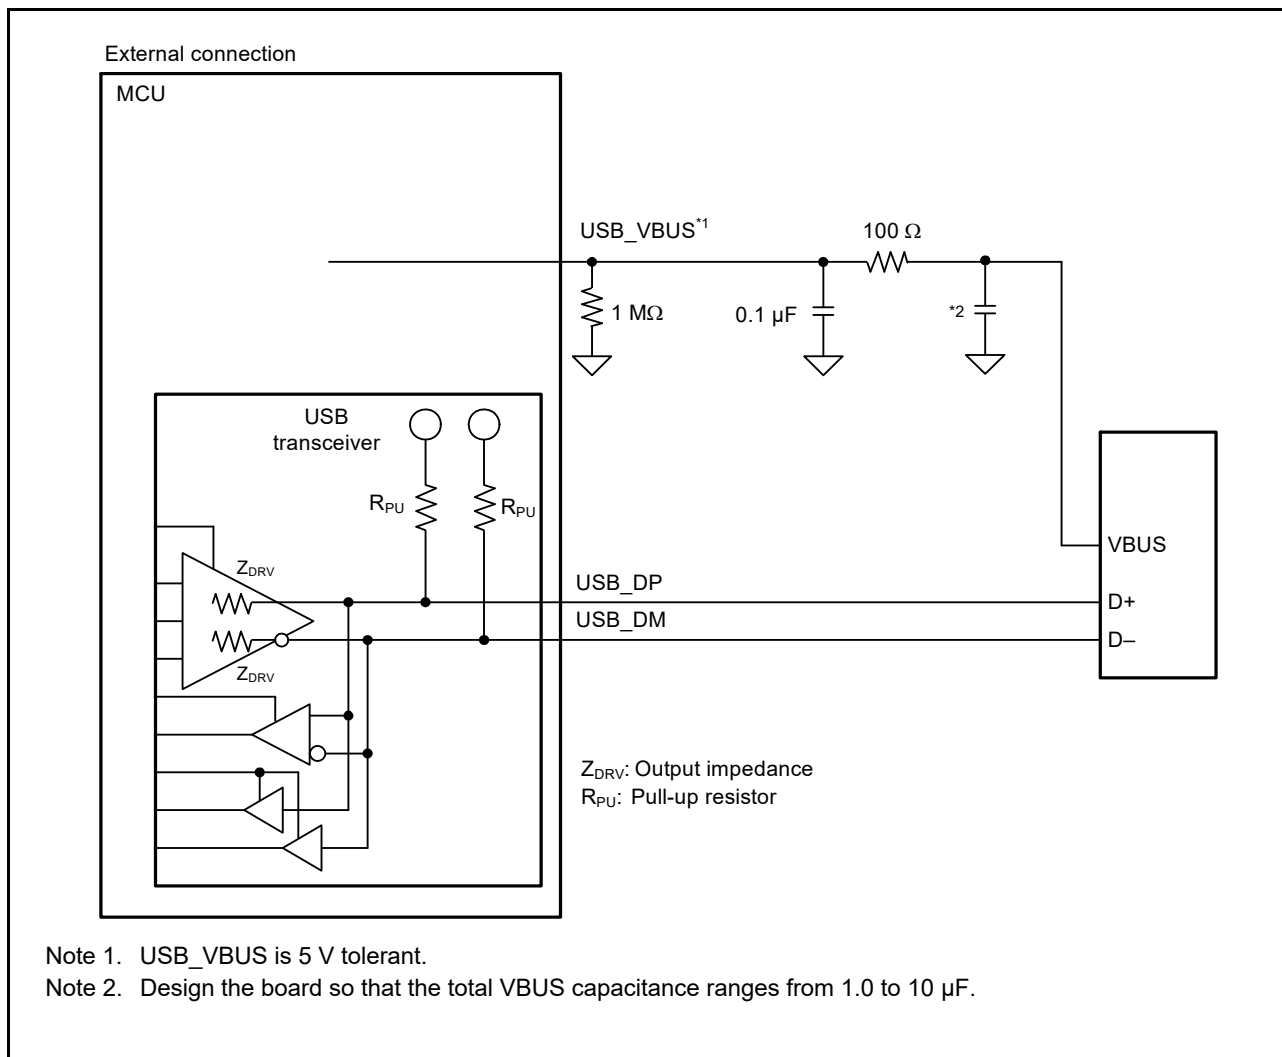 External connection
MCU
USB_VBUS*1
100 Ω
1 MΩ
0.1 µF
*2
USB
transceiver
RPU
RPU
VBUS
ZDRV
USB_DP
D+
USB_DM
D–
ZDRV
ZDRV: Output impedance
RPU: Pull-up resistor
Note 1. USB_VBUS is 5 V tolerant.
Note 2. Design the board so that the total VBUS capacitance ranges from 1.0 to 10 µF.